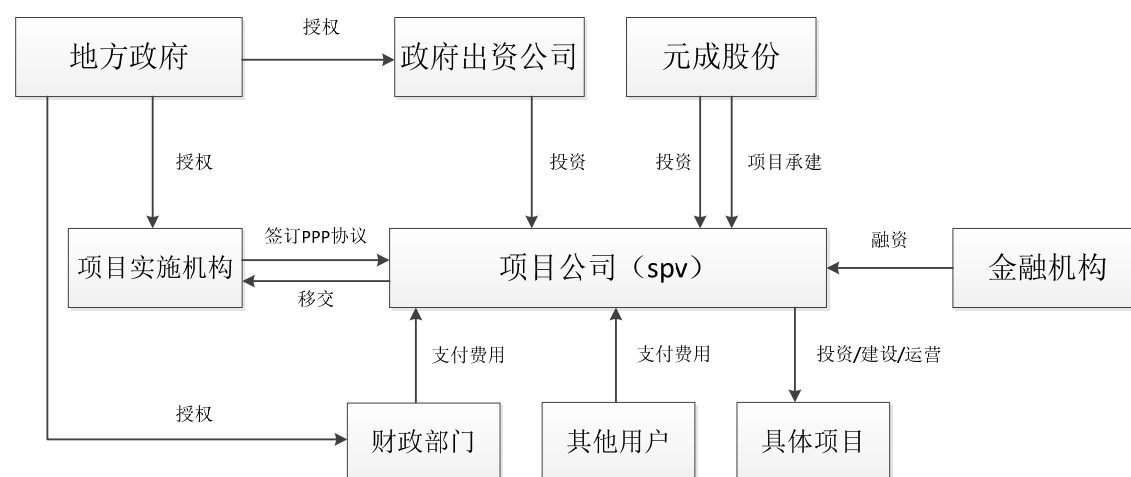 授权
地方政府
政府出资公司
元成股份
授权
投资
投资
项目承建
签订PPP协议
融资
项目实施机构
项目公司（spv）
金融机构
移交
支付费用
支付费用
投资/建设/运营
授权
财政部门
其他用户
具体项目